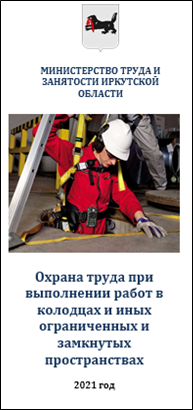 МИНИСТЕРСТВО ТРУДА И
ЗАНЯТОСТИ ИРКУТСКОЙ
ОБЛАСТИ
Охрана труда при
выполнении работ в
колодцах и иных
ограниченных и
замкнутых
пространствах
2021 год